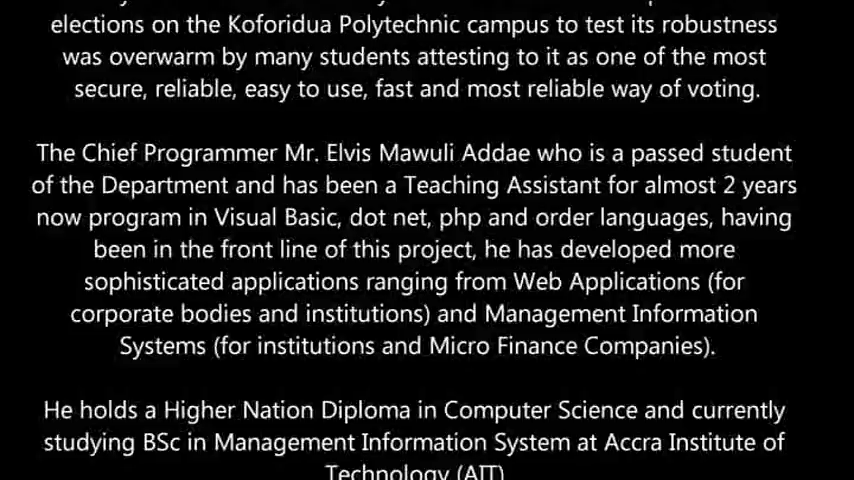 elections on the Koforidua Polytechnic campus to test its robustness
was overwarm by many students attesting to it as one of the most
secure, reliable, easy to use, fast and most reliable way of voting.
The Chief Programmer Mr. Elvis Mawuli Addae who is a passed student
of the Department and has been a Teaching Assistant for almost 2 years
now program in Visual Basic, dot net, php and order languages, having
been in the front line of this project, he has developed more
sophisticated applications ranging from Web Applications (for
corporate bodies and institutions) and Management Information
Systems (for institutions and Micro Finance Companies).
He holds a Higher Nation Diploma in Computer Science and currently
studying BSc in Management Information System at Accra Institute of
Technology (AIT)